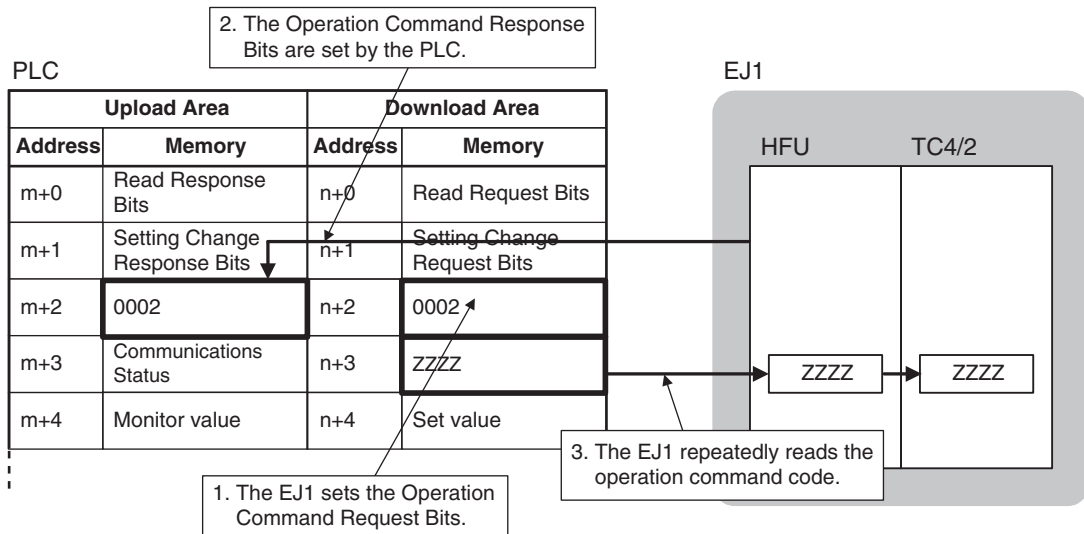 2. The Operation Command Response
Bits are set by the PLC.
PLC
EJ1
Upload Area
Download Area
Address
Memory
Address
Memory
HFU
TC4/2
m+0
Read Response
Bits
n+0
Read Request Bits
m+1
Setting Change
Response Bits
n+1
Setting Change
Request Bits
m+2
0002
n+2
0002
m+3
Communications
Status
n+3
ZZZZ
ZZZZ
ZZZZ
m+4
Monitor value
n+4
Set value
3. The EJ1 repeatedly reads the
operation command code.
1. The EJ1 sets the Operation
Command Request Bits.